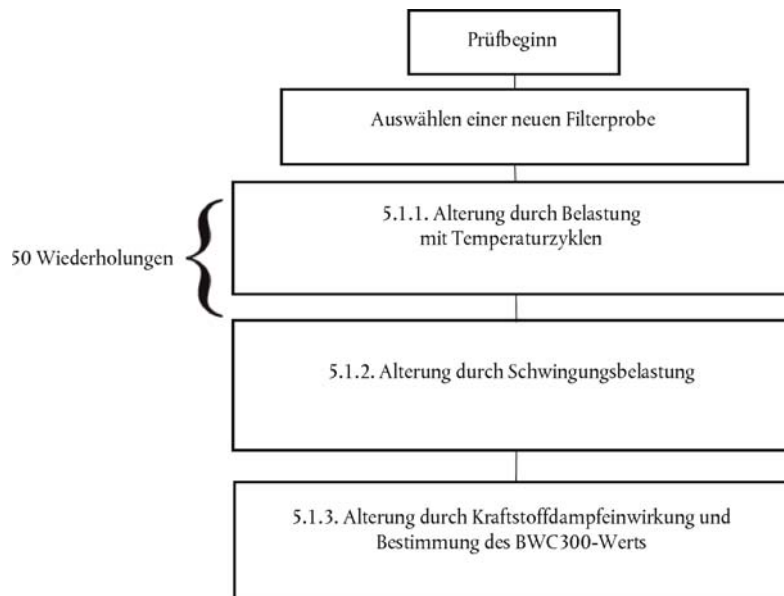 Prüfbeginn
Auswählen einer neuen Filterprobe
5.1.1. Alterung durch Belastung
mit Temperaturzyklen
50 Wiederholungen
5.1.2. Alterung durch Schwingungsbelastung
5.1.3. Alterung durch Kraftstoffdampfeinwirkung und
Bestimmung des BWC300-Werts